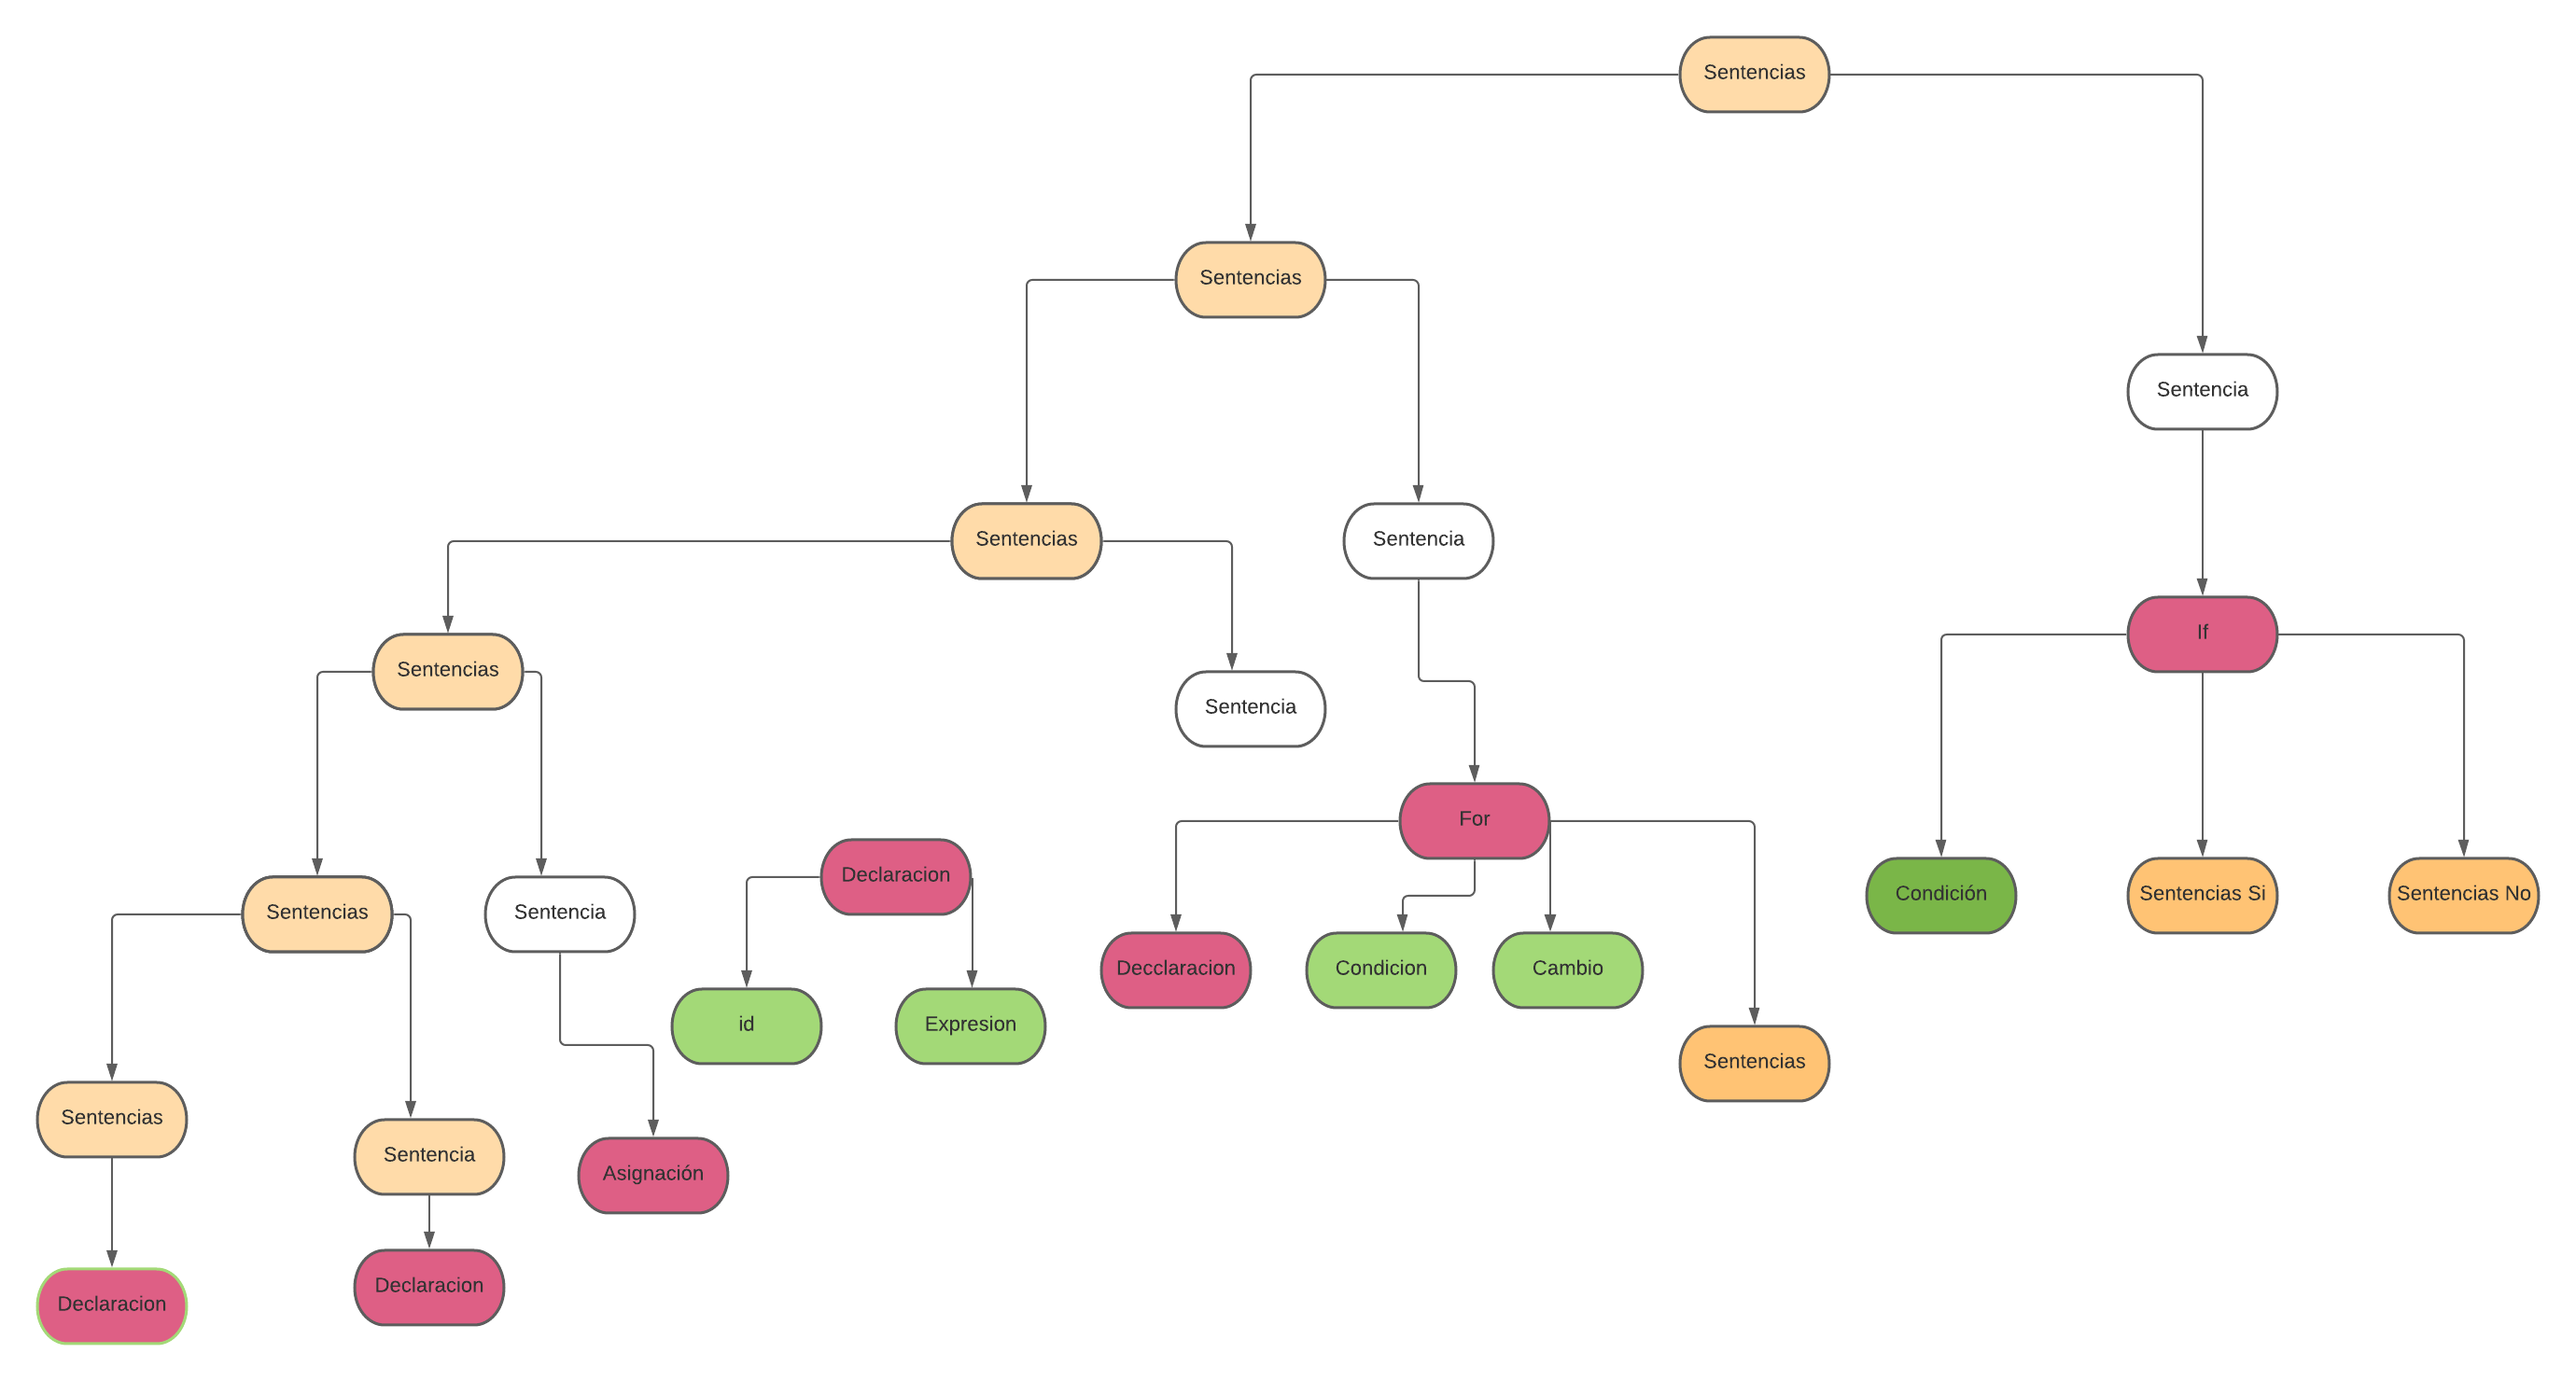 Sentencias
Sentencias
Sentencia
Sentencias
Sentencia
If
Sentencias
Sentencia
For
Declaracion
Condición
Sentencias Si
Sentencias No
Sentencias
Sentencia
Decclaracion
Condicion
Cambio
id
Expresion
Sentencias
Sentencias
Sentencia
Asignación
Declaracion
Declaracion